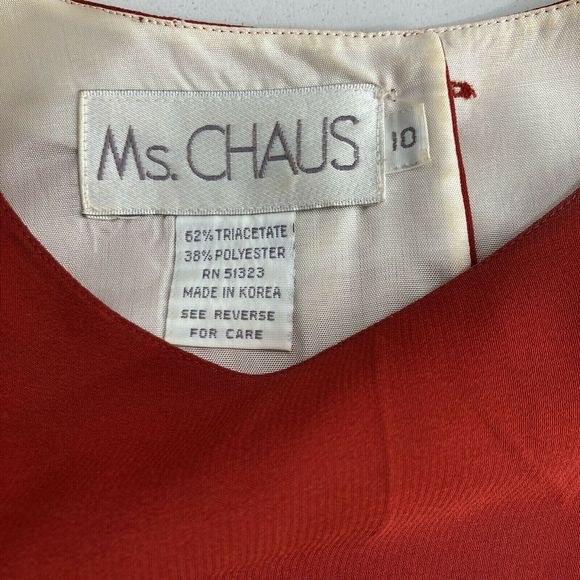 Ms. CHAUS
10
62% TRIACETATE
38% POLYESTER
RN 51323
MADE IN KOREA
SEE REVERSE
FOR CARE